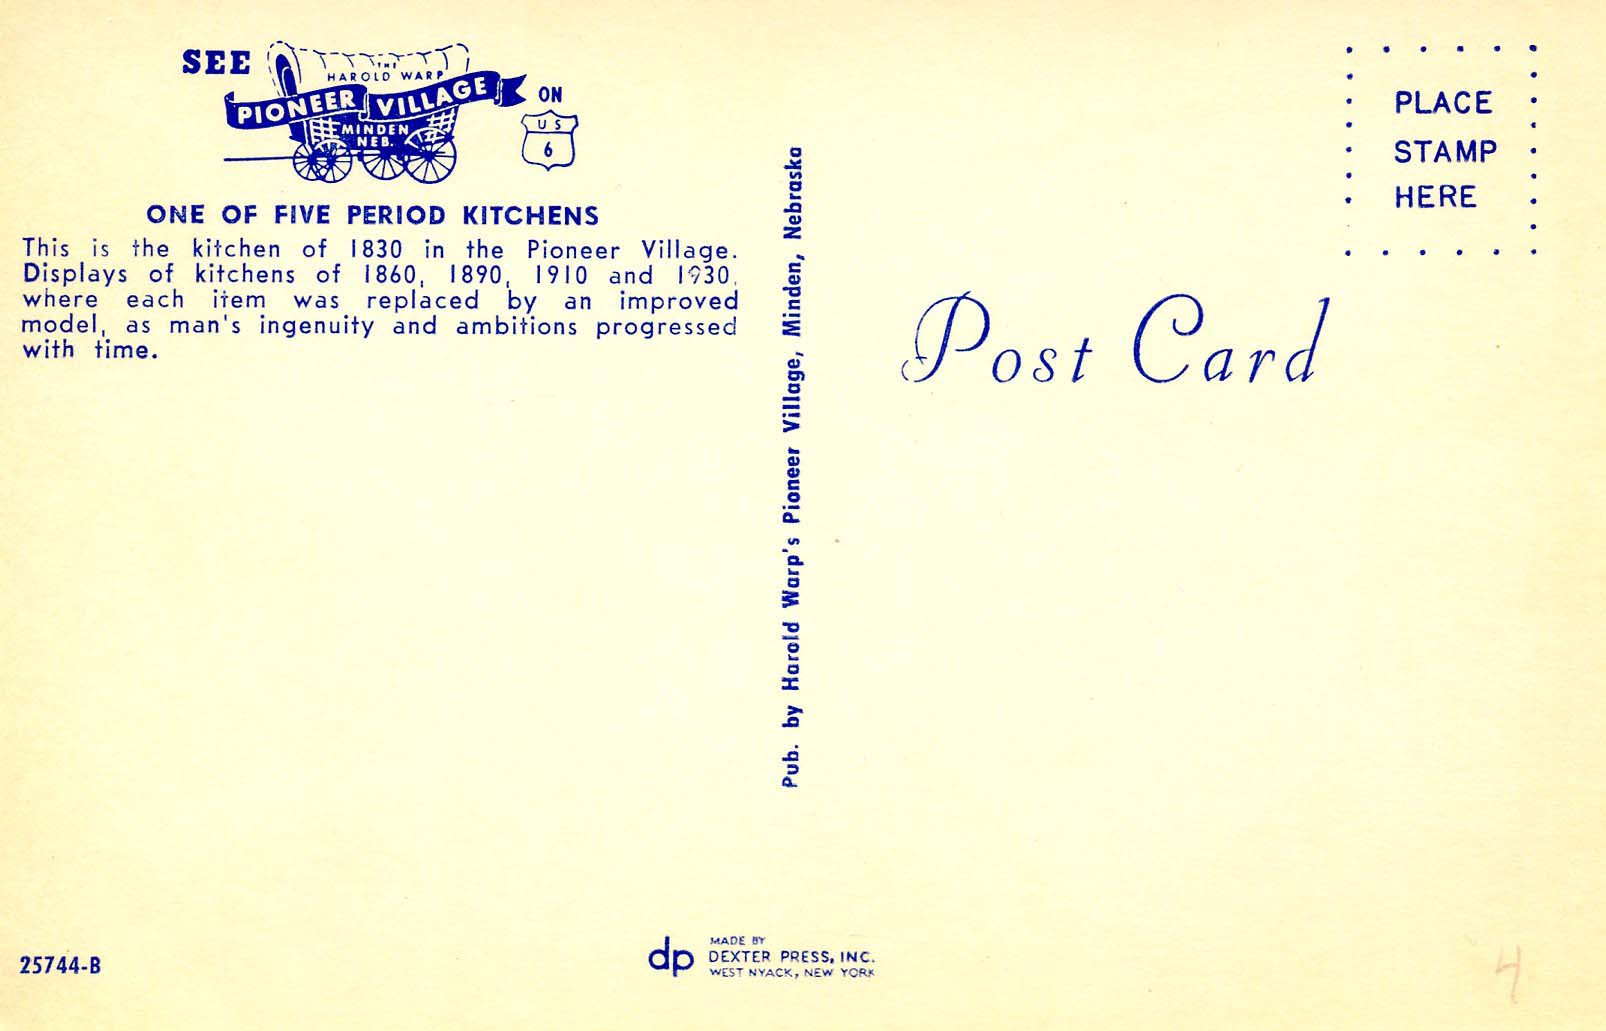 SEE
THE
HAROLD WARP
PIONEER VILLAGE
MINDEN
NEB.
ON
US
6
ONE OF FIVE PERIOD KITCHENS
This is the kitchen of 1830 in the Pioneer Village.
Displays of kitchens of 1860, 1890, 1910 and 1930,
where each item was replaced by an improved
model, as man's ingenuity and ambitions progressed
with time.
Pub. by Harold Warp's Pioneer Village, Minden, Nebraska
PLACE
STAMP
HERE
Post Card
25744-B
dp
MADE BY
DEXTER PRESS, INC.
WEST NYACK, NEW YORK
4